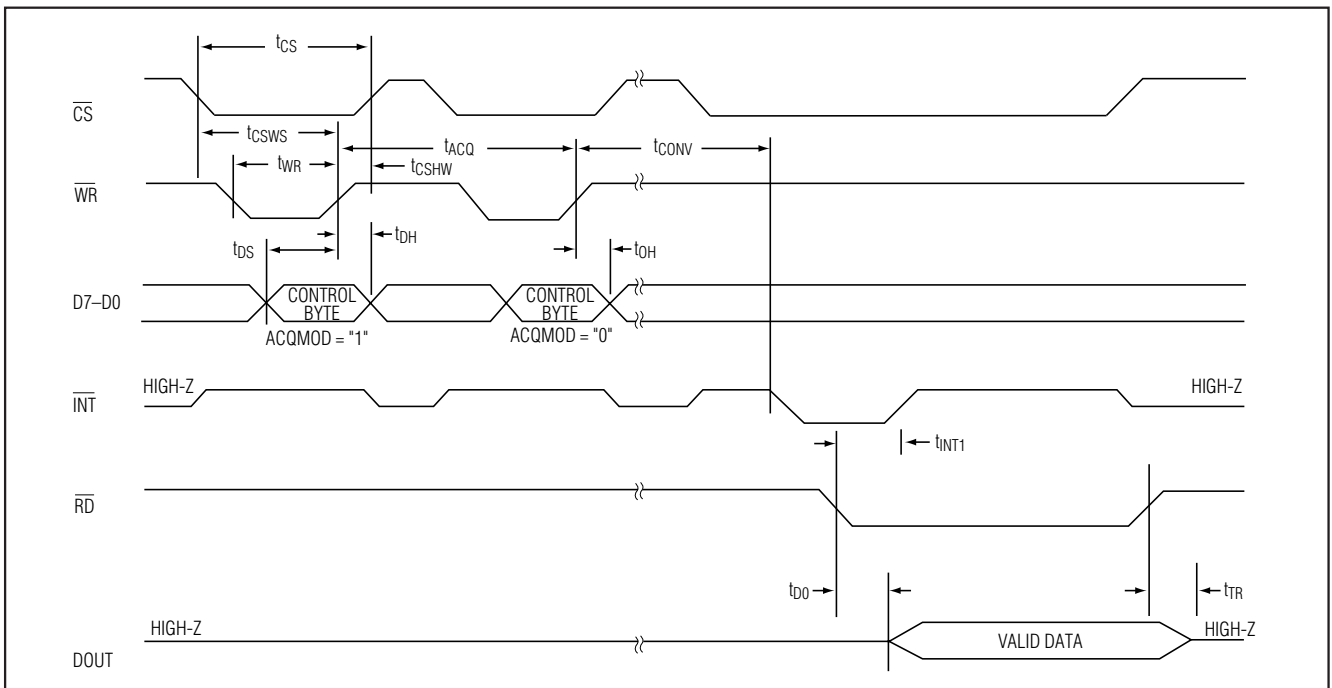 tCS
CS
tCSWS
tACQ
tCONV
tWR
tCSHW
WR
tDS
tDH
tOH
D7–D0
CONTROL
BYTE
CONTROL
BYTE
ACQMOD = "1"
ACQMOD = "0"
HIGH-Z
HIGH-Z
INT
tINT1
RD
tD0
tTR
HIGH-Z
VALID DATA
HIGH-Z
DOUT